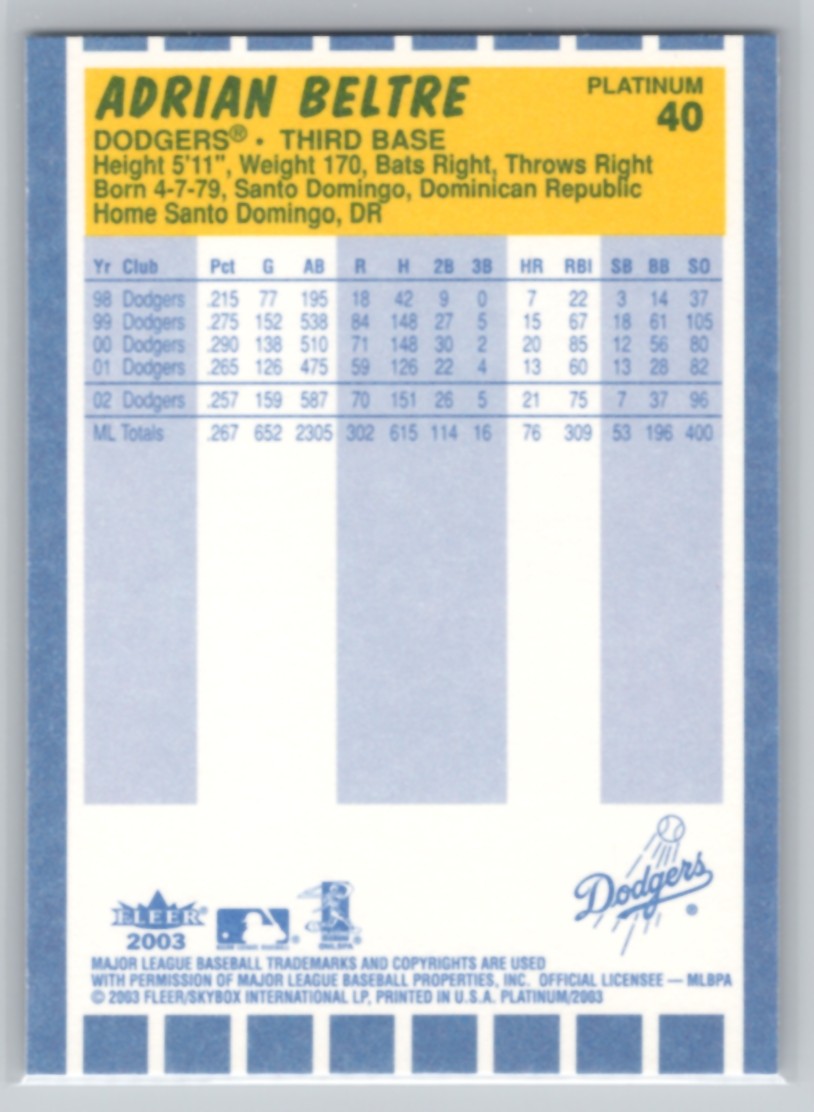 ADRIAN BELTRE
PLATINUM
40
DODGERS® • THIRD BASE
Height 5'11", Weight 170, Bats Right, Throws Right
Born 4-7-79, Santo Domingo, Dominican Republic
Home Santo Domingo, DR
Yr Club Pct G AB R H 2B 3B HR RBI SB BB SO
98 Dodgers .215 77 195 18 42 9 0 7 22 3 14 37
99 Dodgers .275 152 538 84 148 27 5 15 67 18 61 105
00 Dodgers .290 138 510 71 148 30 2 20 85 12 56 80
01 Dodgers .265 126 475 59 126 22 4 13 60 13 28 82
02 Dodgers .257 159 587 70 151 26 5 21 75 7 37 96
ML Totals .267 652 2305 302 615 114 16 76 309 53 196 400
Dodgers ®
FLEER®
2003
MAJOR LEAGUE BASEBALL TRADEMARKS AND COPYRIGHTS ARE USED
WITH PERMISSION OF MAJOR LEAGUE BASEBALL PROPERTIES, INC. OFFICIAL LICENSEE — MLBPA
© 2003 FLEER/SKYBOX INTERNATIONAL LP, PRINTED IN U.S.A. PLATINUM/2003